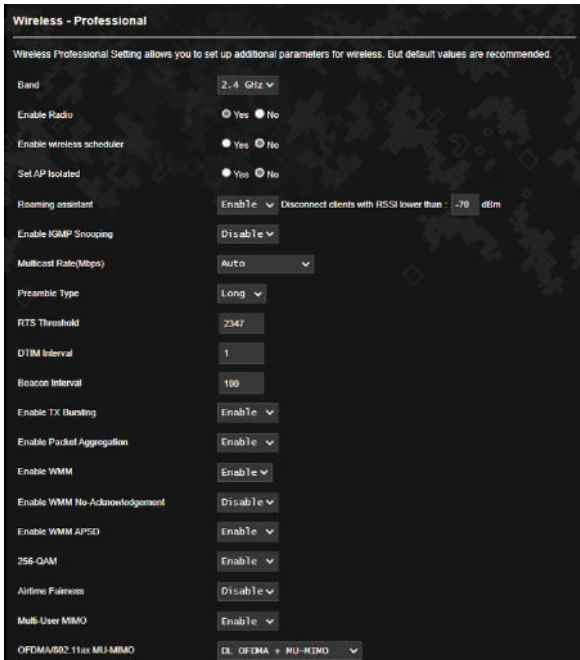 Wireless - Professional
Wireless Professional Setting allows you to set up additional parameters for wireless. But default values are recommended.
Band 2.4 GHz
Enable Radio Yes No
Enable wireless scheduler Yes No
Set AP Isolated Yes No
Roaming assistant Enable Disconnect clients with RSSI lower than : -70 dBm
Enable IGMP Snooping Disable
Multicast Rate(Mbps) Auto
Preamble Type Long
RTS Threshold 2347
DTIM Interval 1
Beacon Interval 100
Enable TX Bursting Enable
Enable Packet Aggregation Enable
Enable WMM Enable
Enable WMM No-Acknowledgement Disable
Enable WMM APSD Enable
256-QAM Enable
Airtime Fairness Disable
Multi-User MIMO Enable
OFDMA/802.11ax MU-MIMO DL OFDMA + MU-MIMO